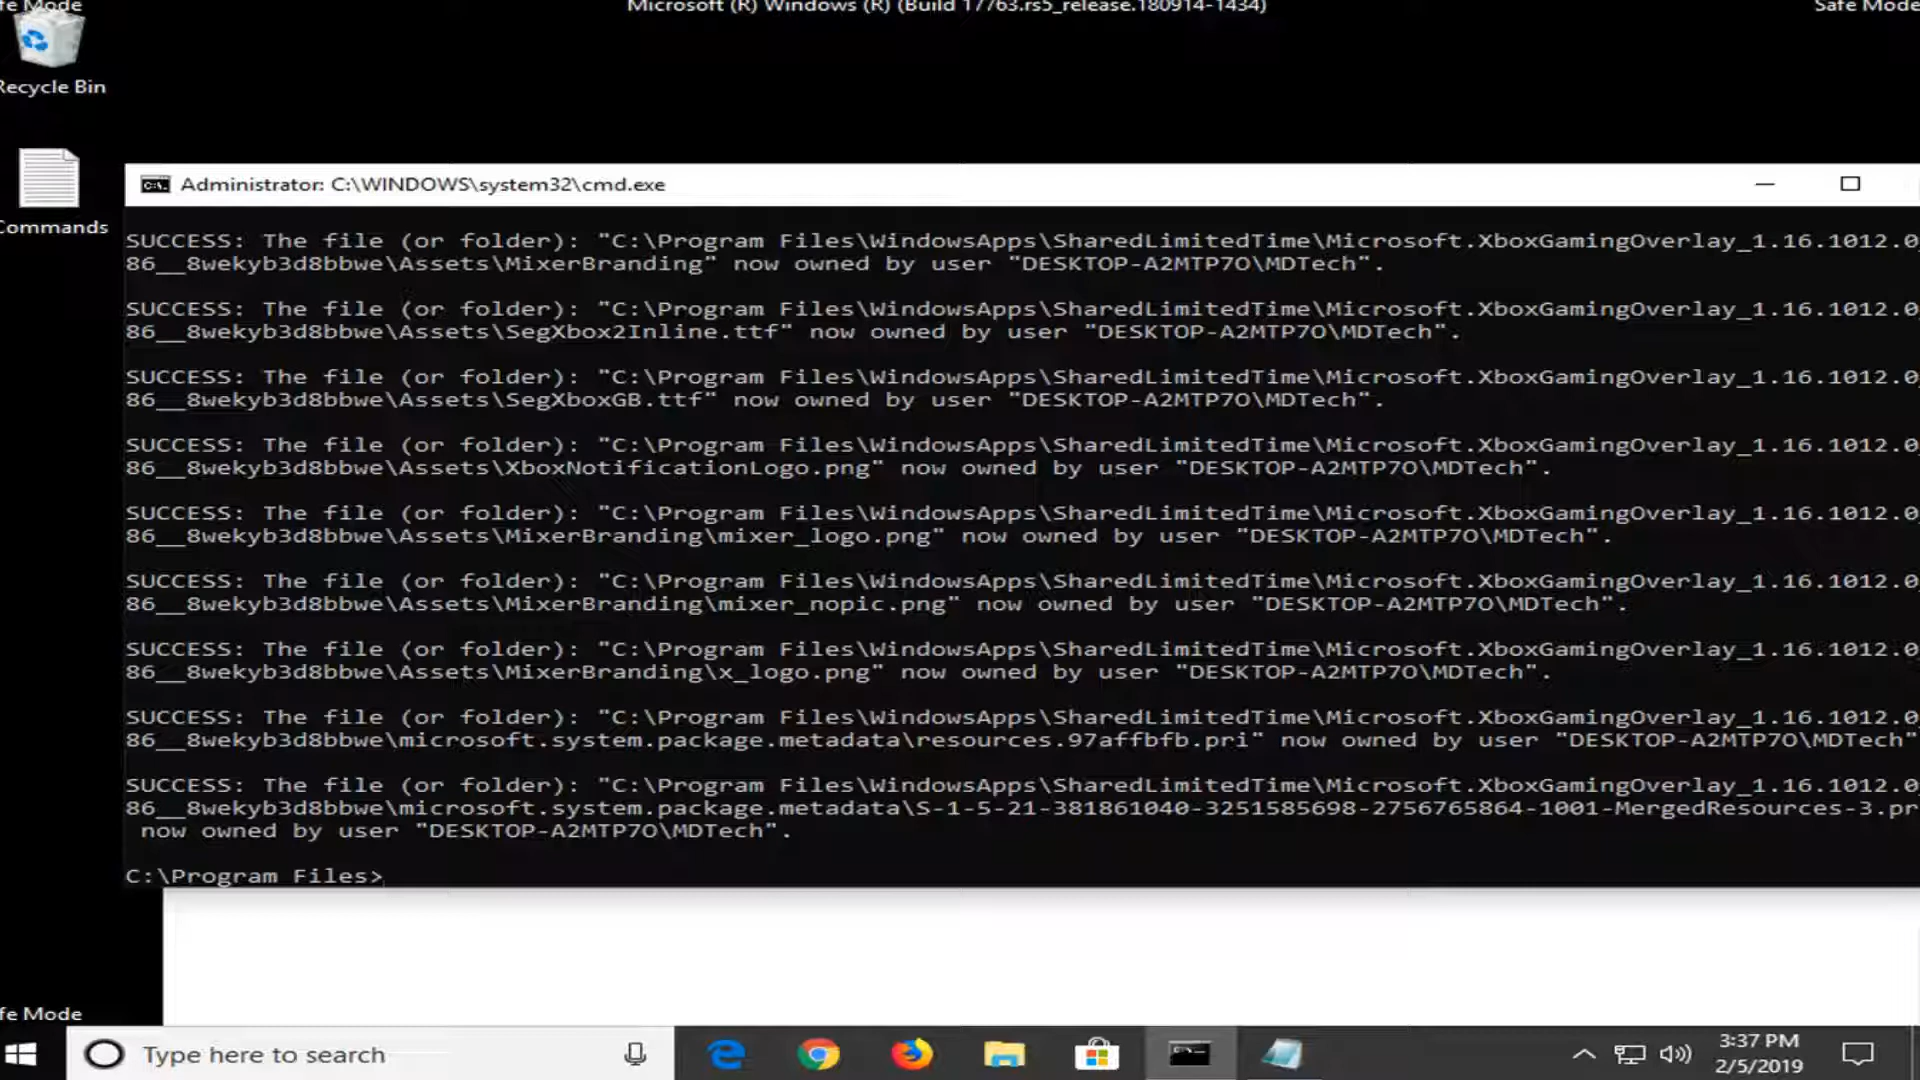 fe Mode
Microsoft (R) Windows (R) (Build 17763.rs5_release.180914-1434)
Safe Mode
Recycle Bin
Commands
Administrator: C:\WINDOWS\system32\cmd.exe
SUCCESS: The file (or folder): "C:\Program Files\WindowsApps\SharedLimitedTime\Microsoft.XboxGamingOverlay_1.16.1012.0
86__8wekyb3d8bbwe\Assets\MixerBranding" now owned by user "DESKTOP-A2MTP7O\MDTech".
SUCCESS: The file (or folder): "C:\Program Files\WindowsApps\SharedLimitedTime\Microsoft.XboxGamingOverlay_1.16.1012.0
86__8wekyb3d8bbwe\Assets\SegXbox2Inline.ttf" now owned by user "DESKTOP-A2MTP7O\MDTech".
SUCCESS: The file (or folder): "C:\Program Files\WindowsApps\SharedLimitedTime\Microsoft.XboxGamingOverlay_1.16.1012.0
86__8wekyb3d8bbwe\Assets\SegXboxGB.ttf" now owned by user "DESKTOP-A2MTP7O\MDTech".
SUCCESS: The file (or folder): "C:\Program Files\WindowsApps\SharedLimitedTime\Microsoft.XboxGamingOverlay_1.16.1012.0
86__8wekyb3d8bbwe\Assets\XboxNotificationLogo.png" now owned by user "DESKTOP-A2MTP7O\MDTech".
SUCCESS: The file (or folder): "C:\Program Files\WindowsApps\SharedLimitedTime\Microsoft.XboxGamingOverlay_1.16.1012.0
86__8wekyb3d8bbwe\Assets\MixerBranding\mixer_logo.png" now owned by user "DESKTOP-A2MTP7O\MDTech".
SUCCESS: The file (or folder): "C:\Program Files\WindowsApps\SharedLimitedTime\Microsoft.XboxGamingOverlay_1.16.1012.0
86__8wekyb3d8bbwe\Assets\MixerBranding\mixer_nopic.png" now owned by user "DESKTOP-A2MTP7O\MDTech".
SUCCESS: The file (or folder): "C:\Program Files\WindowsApps\SharedLimitedTime\Microsoft.XboxGamingOverlay_1.16.1012.0
86__8wekyb3d8bbwe\Assets\MixerBranding\x_logo.png" now owned by user "DESKTOP-A2MTP7O\MDTech".
SUCCESS: The file (or folder): "C:\Program Files\WindowsApps\SharedLimitedTime\Microsoft.XboxGamingOverlay_1.16.1012.0
86__8wekyb3d8bbwe\microsoft.system.package.metadata\resources.97affbfb.pri" now owned by user "DESKTOP-A2MTP7O\MDTech"
SUCCESS: The file (or folder): "C:\Program Files\WindowsApps\SharedLimitedTime\Microsoft.XboxGamingOverlay_1.16.1012.0
86__8wekyb3d8bbwe\microsoft.system.package.metadata\S-1-5-21-381861040-3251585698-2756765864-1001-MergedResources-3.pr
now owned by user "DESKTOP-A2MTP7O\MDTech".
C:\Program Files>
fe Mode
Type here to search
3:37 PM
2/5/2019